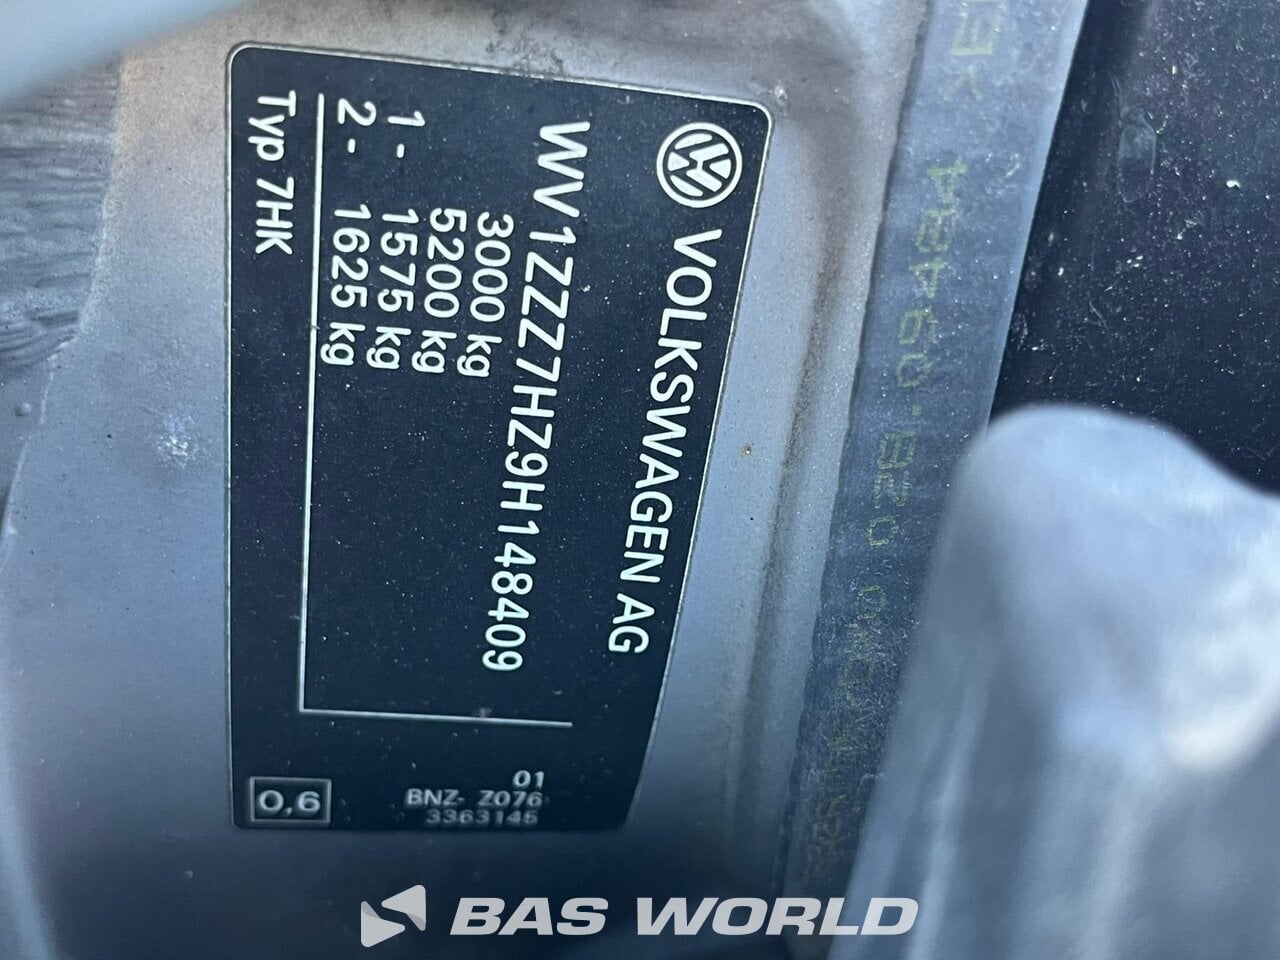 VOLKSWAGEN AG
WV1ZZZ7HZ9H148409
3000 kg
5200 kg
1- 1575 kg
2- 1625 kg
Typ 7HK
01
BNZ- Z076
3363145
0,6
BAS WORLD